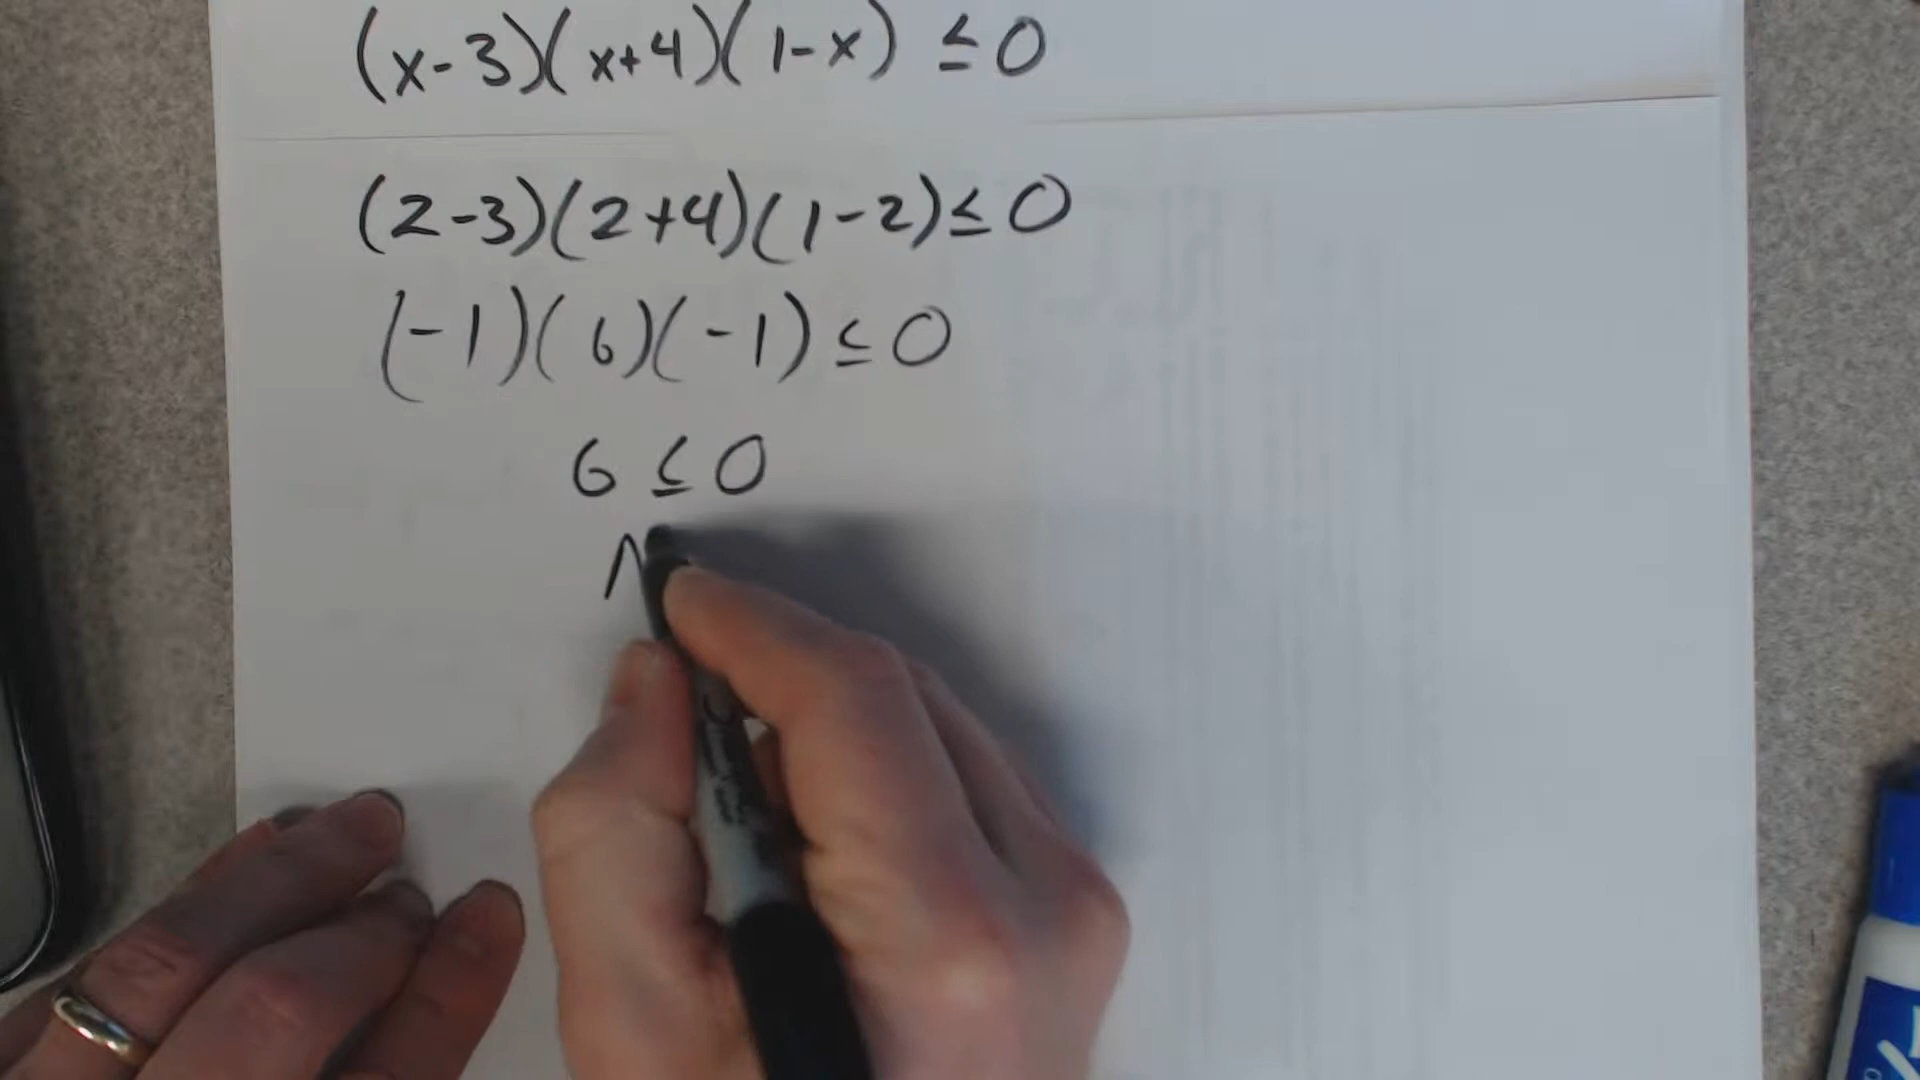 (x-3)(x+4)(1-x) ≤ 0
(2-3)(2+4)(1-2) ≤ 0
(-1)(6)(-1) ≤ 0
6 ≤ 0
N